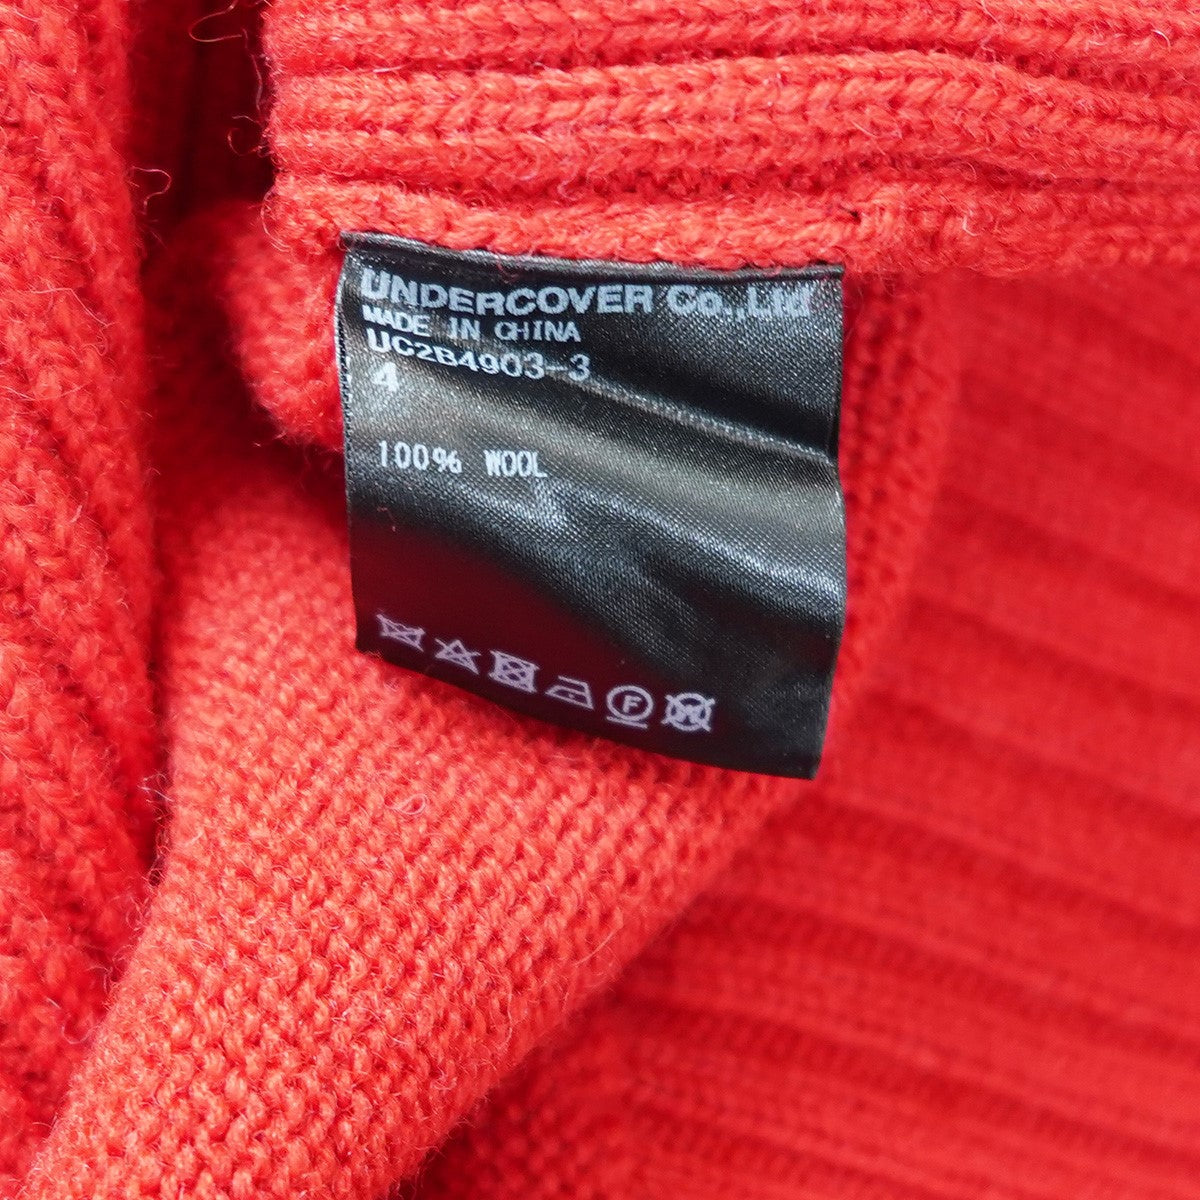 UNDERCOVER Co.,Ltd
MADE IN CHINA
UC2B4903-3
4
100% WOOL
F
W